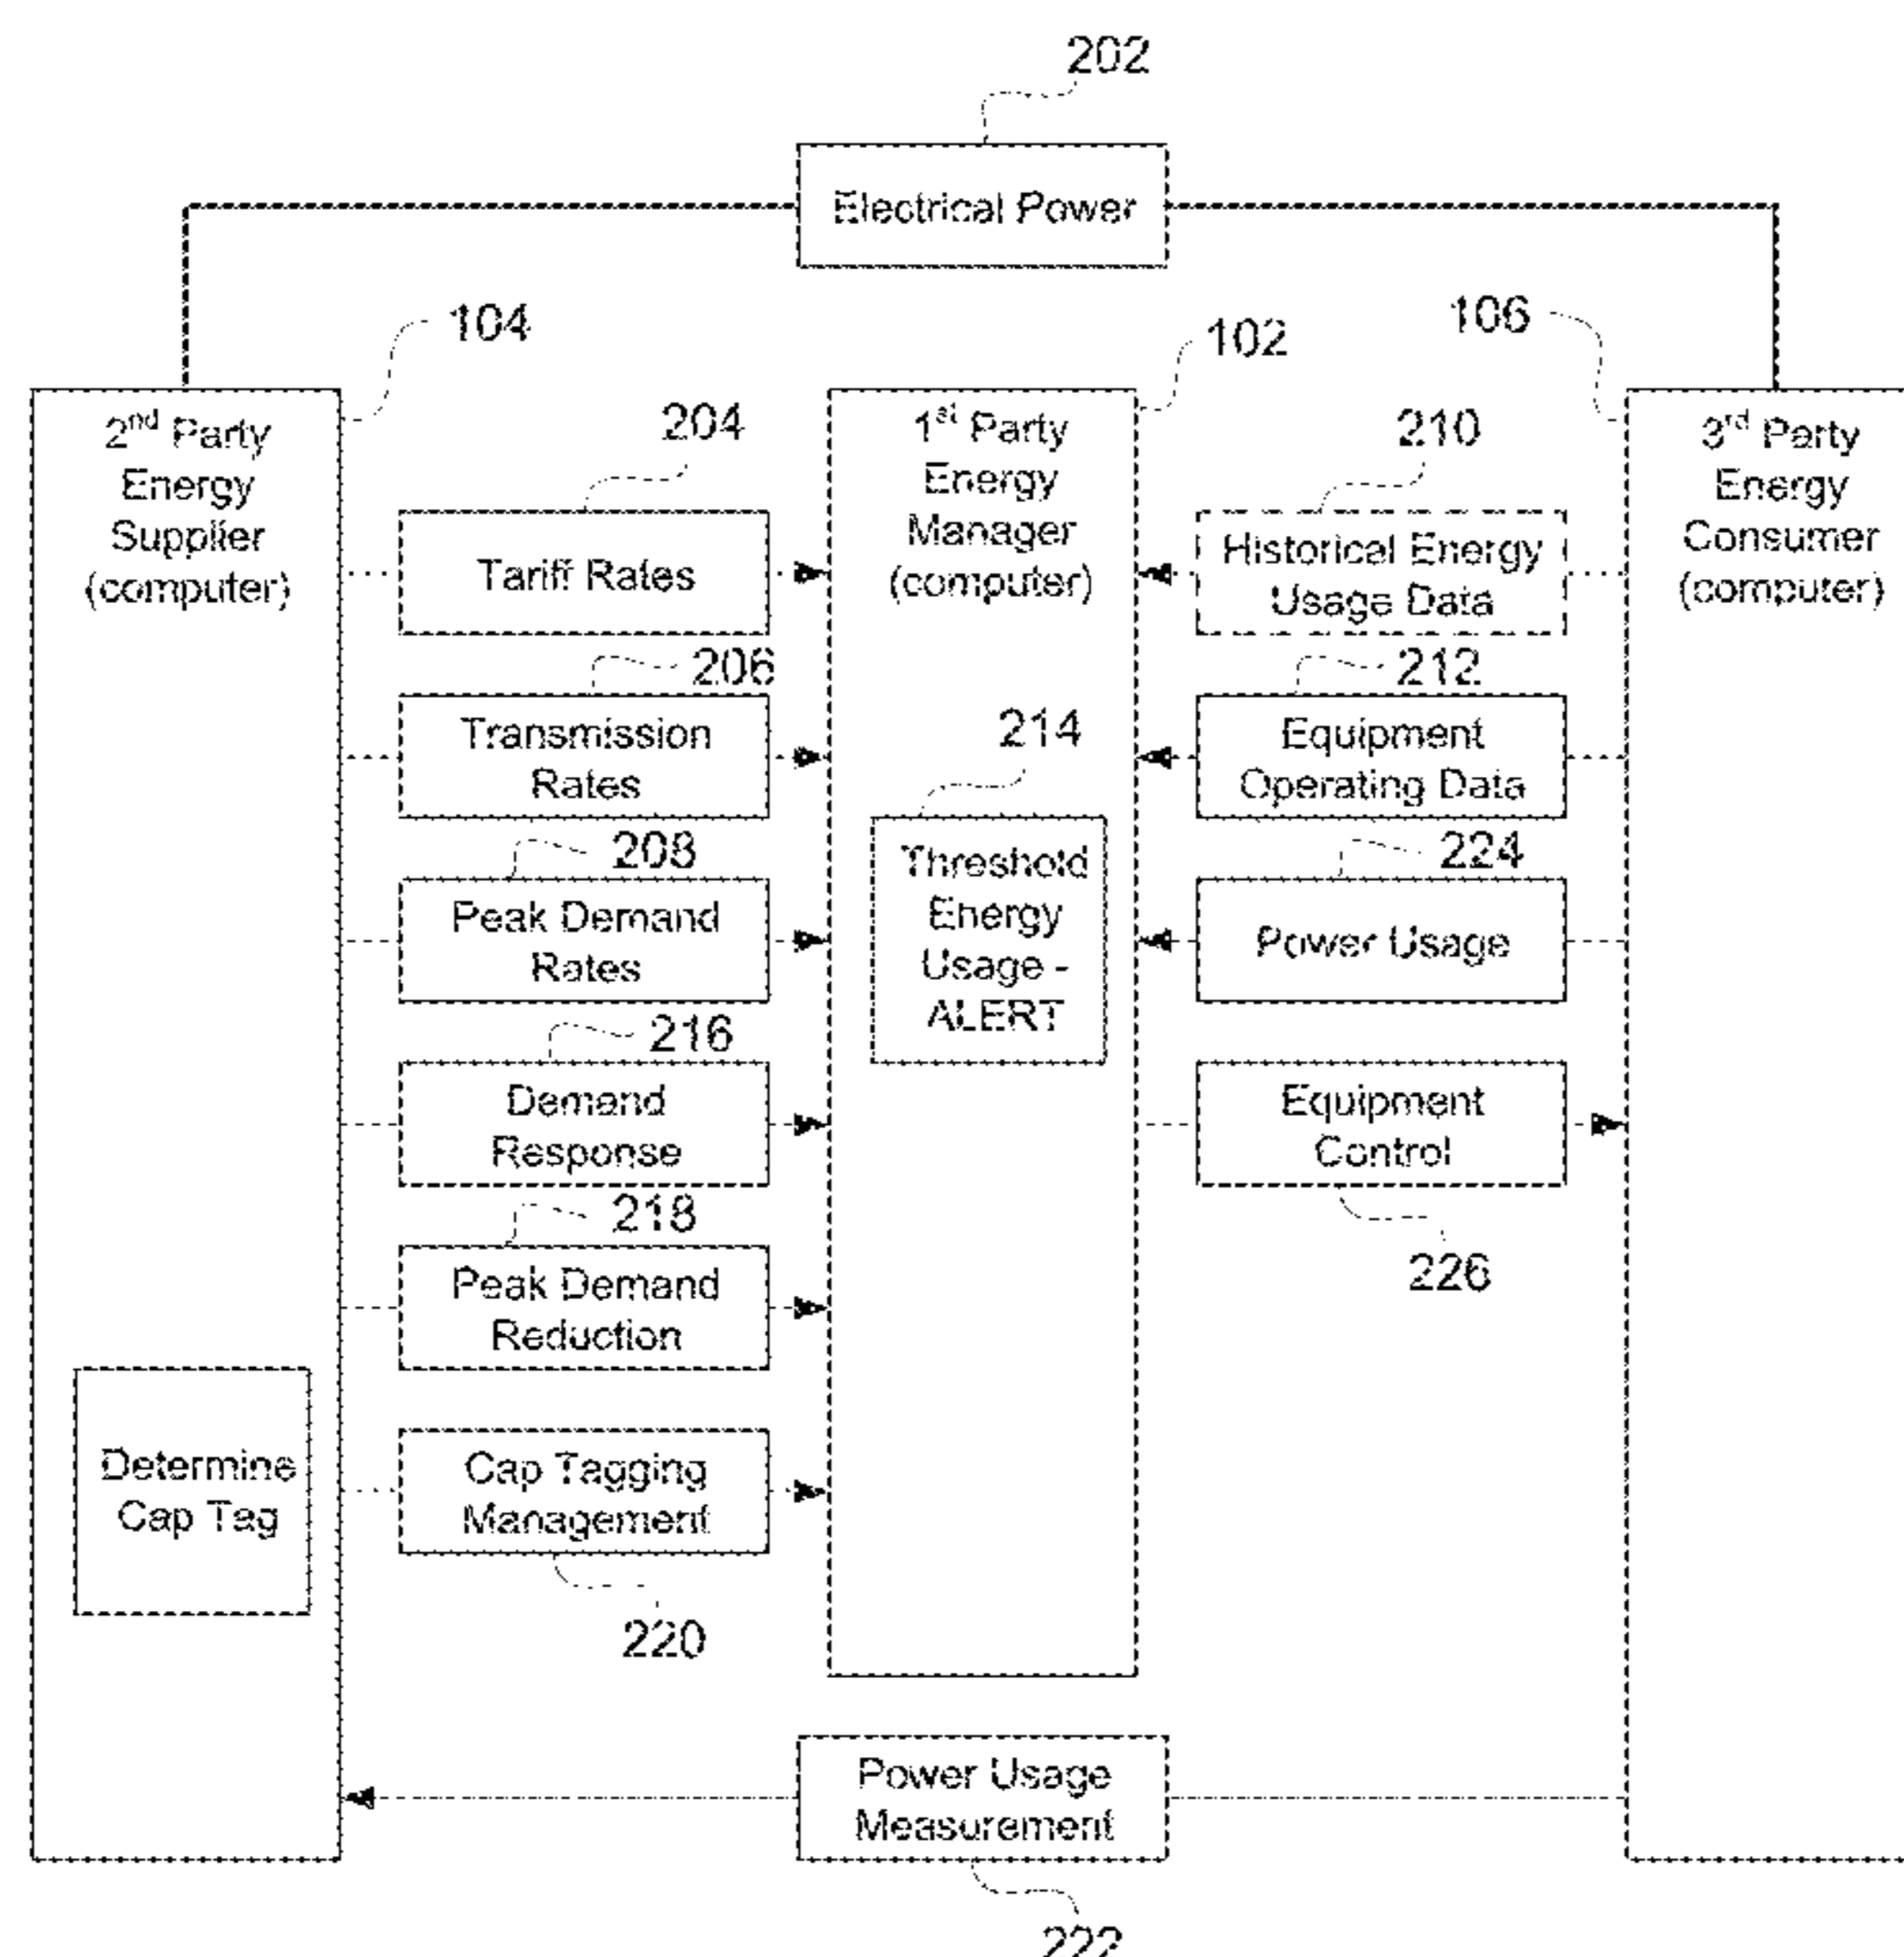 202
Electrical Power
104
102
106
2nd Party
Energy
Supplier
(computer)
204
Tariff Rates
206
Transmission
Rates
208
Peak Demand
Rates
216
Demand
Response
218
Peak Demand
Reduction
Determine
Cap Tag
Cap Tagging
Management
220
1st Party
Energy
Manager
(computer)
214
Threshold
Energy
Usage -
ALERT
210
Historical Energy
Usage Data
212
Equipment
Operating Data
224
Power Usage
Equipment
Control
226
3rd Party
Energy
Consumer
(computer)
Power Usage
Measurement
222